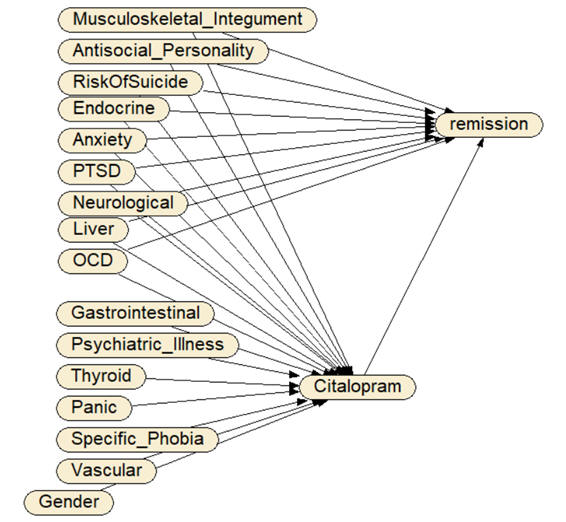 Musculoskeletal_Integument
Antisocial_Personality
RiskOfSuicide
Endocrine
remission
Anxiety
PTSD
Neurological
Liver
OCD
Gastrointestinal
Psychiatric_Illness
Thyroid
Citalopram
Panic
Specific_Phobia
Vascular
Gender